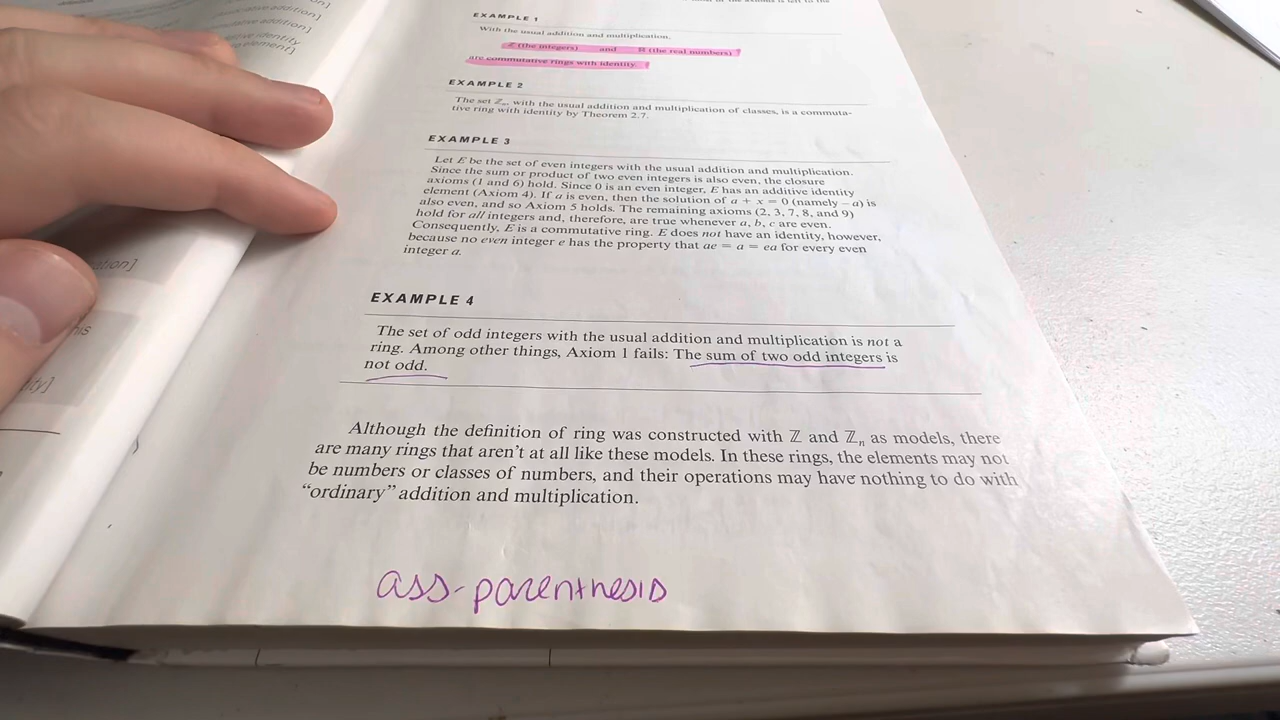 ion]
commutative addition]
identity
element]
EXAMPLE 1
With the usual addition and multiplication,
ℤ (the integers) and ℝ (the real numbers)
are commutative rings with identity.
EXAMPLE 2
The set ℤₙ, with the usual addition and multiplication of classes, is a commuta-
tive ring with identity by Theorem 2.7.
EXAMPLE 3
Let E be the set of even integers with the usual addition and multiplication.
Since the sum or product of two even integers is also even, the closure
axioms (1 and 6) hold. Since 0 is an even integer, E has an additive identity
element (Axiom 4). If a is even, then the solution of a + x = 0 (namely −a) is
also even, and so Axiom 5 holds. The remaining axioms (2, 3, 7, 8, and 9)
hold for all integers and, therefore, are true whenever a, b, c are even.
Consequently, E is a commutative ring. E does not have an identity, however,
because no even integer e has the property that ae = a = ea for every even
integer a.
EXAMPLE 4
The set of odd integers with the usual addition and multiplication is not a
ring. Among other things, Axiom 1 fails: The sum of two odd integers is
not odd.
Although the definition of ring was constructed with ℤ and ℤₙ as models, there
are many rings that aren't at all like these models. In these rings, the elements may not
be numbers or classes of numbers, and their operations may have nothing to do with
“ordinary” addition and multiplication.
ass-parenthesis